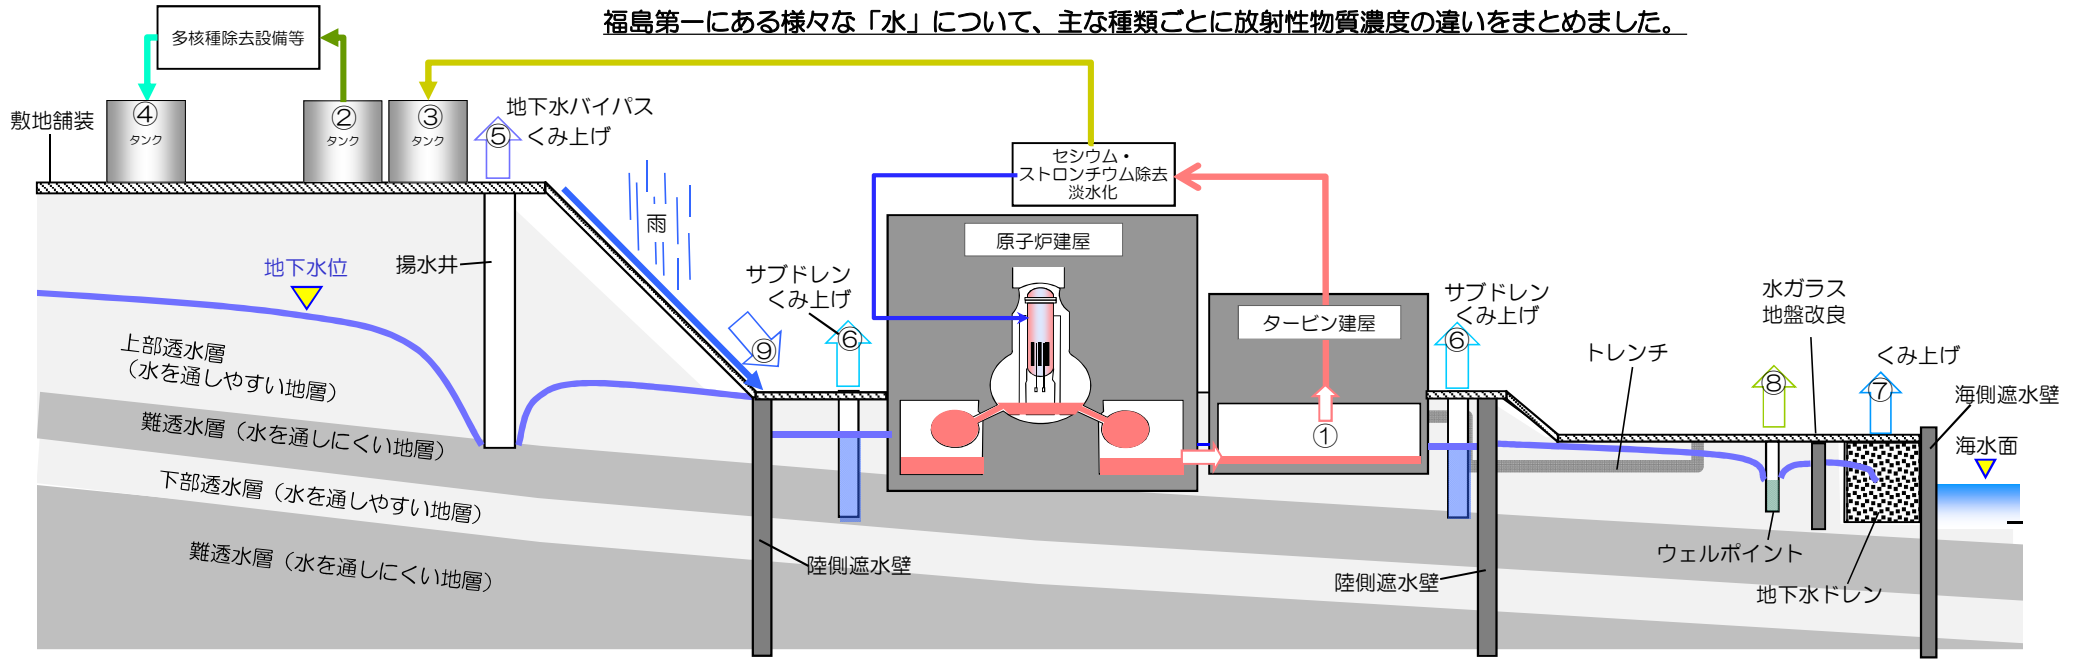 福島第一にある様々な「水」について、主な種類ごとに放射性物質濃度の違いをまとめました。
多核種除去設備等
敷地舗装
④
タンク
②
タンク
③
タンク
⑤
地下水バイパス
くみ上げ
セシウム・
ストロンチウム除去
淡水化
雨
原子炉建屋
地下水位
揚水井
サブドレン
くみ上げ
⑥
⑨
タービン建屋
①
サブドレン
くみ上げ
⑥
水ガラス
地盤改良
トレンチ
くみ上げ
⑧
⑦
海側遮水壁
海水面
上部透水層
（水を通しやすい地層）
難透水層（水を通しにくい地層）
下部透水層（水を通しやすい地層）
難透水層（水を通しにくい地層）
陸側遮水壁
陸側遮水壁
ウェルポイント
地下水ドレン